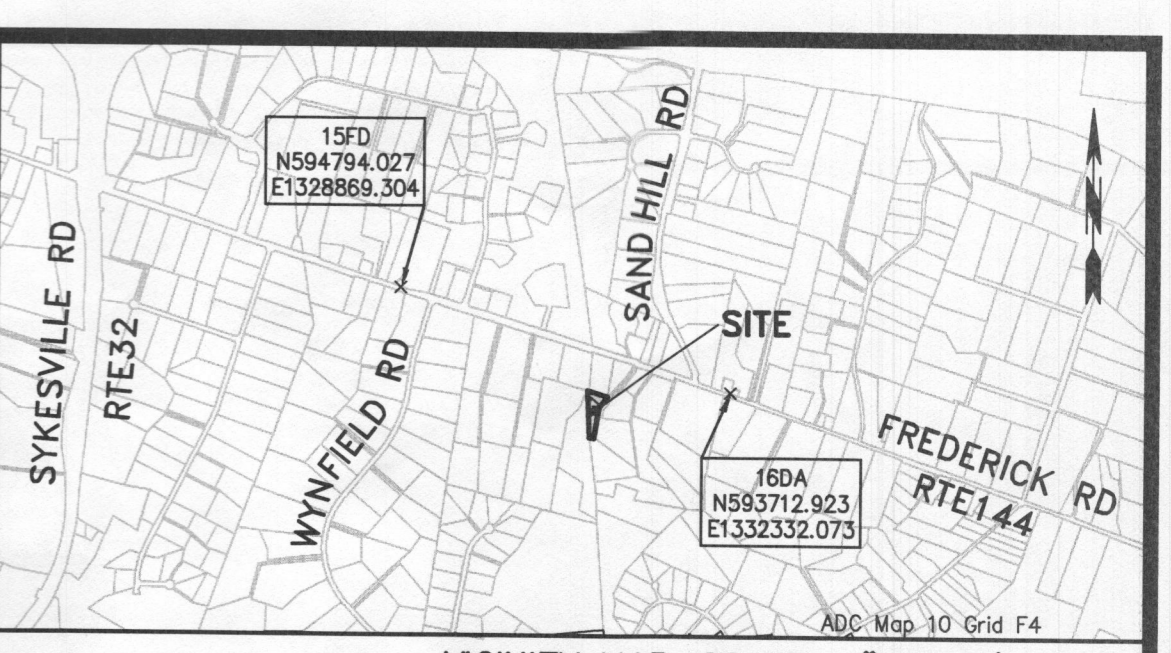 15FD
N594794.027
E1328869.304
SYKESVILLE RD
RTE32
WYNFIELD RD
SAND HILL RD
SITE
16DA
N593712.923
E1332332.073
FREDERICK RD
RTE144
N
ADC Map 10 Grid F4